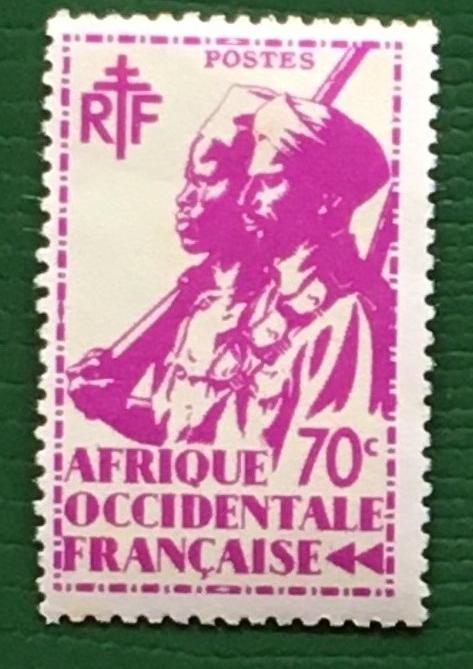 POSTES
RF
70c
AFRIQUE
OCCIDENTALE
FRANÇAISE